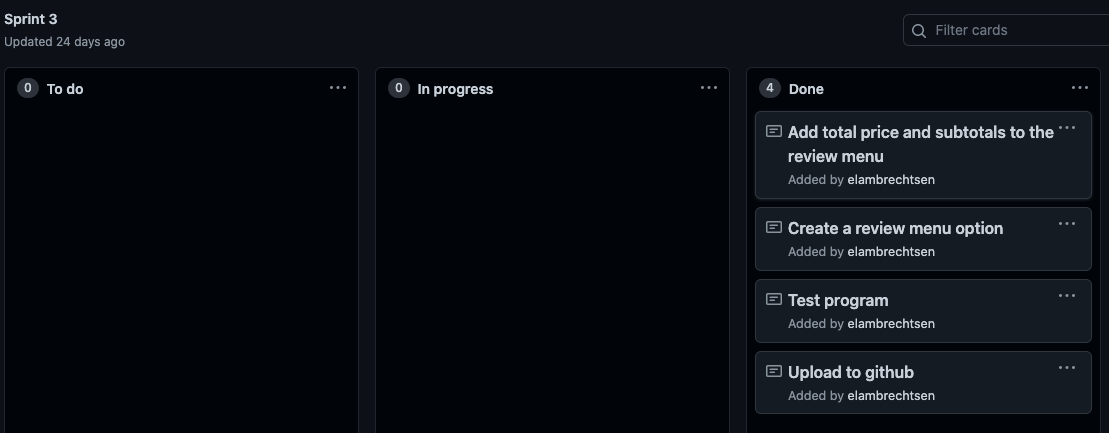 Sprint 3
Updated 24 days ago
Filter cards
0 To do
0 In progress
4 Done
Add total price and subtotals to the
review menu
Added by elambrechtsen
Create a review menu option
Added by elambrechtsen
Test program
Added by elambrechtsen
Upload to github
Added by elambrechtsen